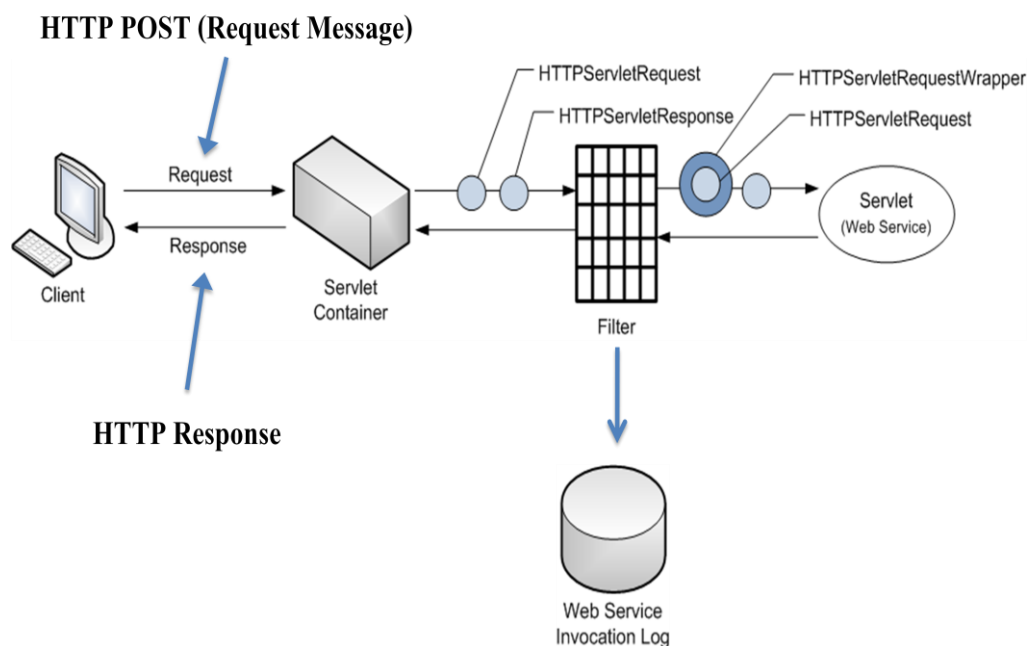 HTTP POST (Request Message)
HTTPServletRequest
HTTPServletResponse
HTTPServletRequestWrapper
HTTPServletRequest
Request
Response
Client
Servlet
Container
Filter
Servlet
(Web Service)
HTTP Response
Web Service
Invocation Log